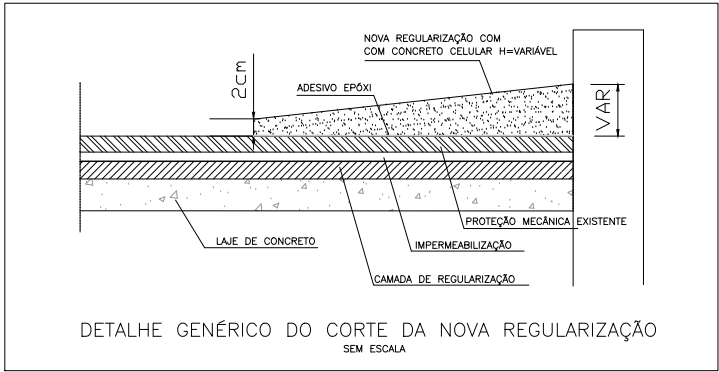 NOVA REGULARIZAÇÃO COM
COM CONCRETO CELULAR H=VARIÁVEL
2cm
ADESIVO EPÓXI
VAR
PROTEÇÃO MECÂNICA EXISTENTE
LAJE DE CONCRETO
IMPERMEABILIZAÇÃO
CAMADA DE REGULARIZAÇÃO
DETALHE GENÉRICO DO CORTE DA NOVA REGULARIZAÇÃO
SEM ESCALA